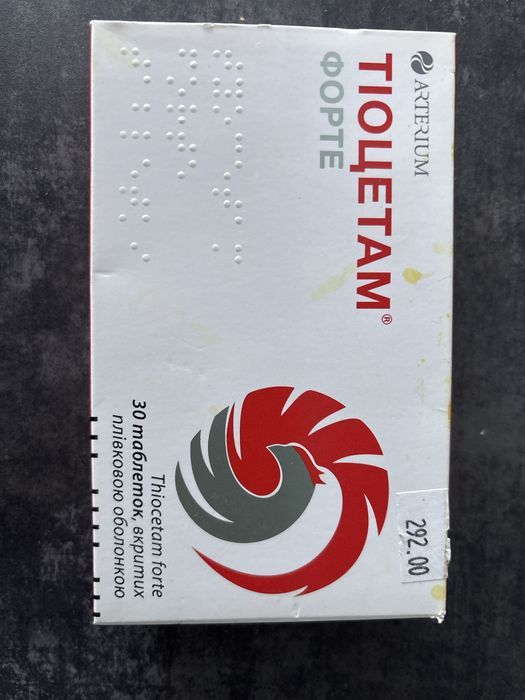 ARTERIUM
ТІОЦЕТАМ®
ФОРТЕ
Thiocetam forte
30 таблеток, вкритих
плівковою оболонкою
292.00